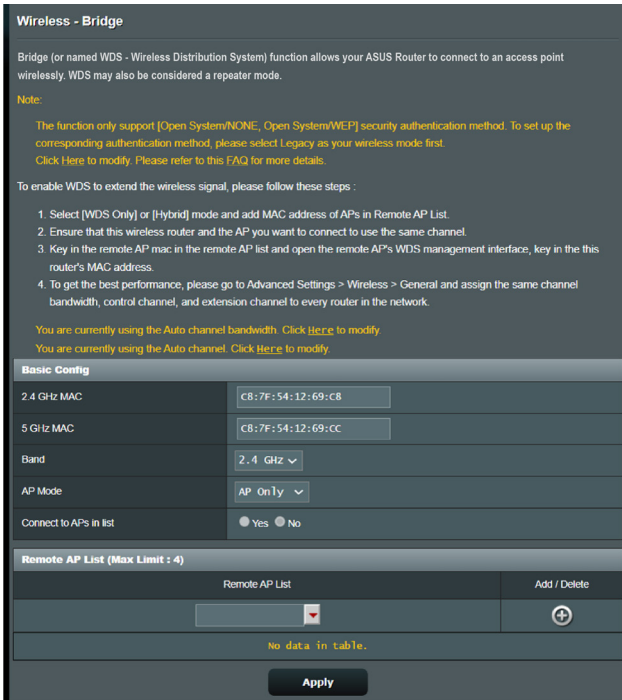 Wireless - Bridge
Bridge (or named WDS - Wireless Distribution System) function allows your ASUS Router to connect to an access point
wirelessly. WDS may also be considered a repeater mode.
Note:
The function only support [Open System/NONE, Open System/WEP] security authentication method. To set up the
corresponding authentication method, please select Legacy as your wireless mode first.
Click Here to modify. Please refer to this FAQ for more details.
To enable WDS to extend the wireless signal, please follow these steps :
1. Select [WDS Only] or [Hybrid] mode and add MAC address of APs in Remote AP List.
2. Ensure that this wireless router and the AP you want to connect to use the same channel.
3. Key in the remote AP mac in the remote AP list and open the remote AP's WDS management interface, key in the this
router's MAC address.
4. To get the best performance, please go to Advanced Settings > Wireless > General and assign the same channel
bandwidth, control channel, and extension channel to every router in the network.
You are currently using the Auto channel bandwidth. Click Here to modify.
You are currently using the Auto channel. Click Here to modify.
Basic Config
2.4 GHz MAC C8:7F:54:12:69:C8
5 GHz MAC C8:7F:54:12:69:CC
Band 2.4 GHz
AP Mode AP Only
Connect to APs in list Yes No
Remote AP List (Max Limit : 4)
Remote AP List Add / Delete
No data in table.
Apply